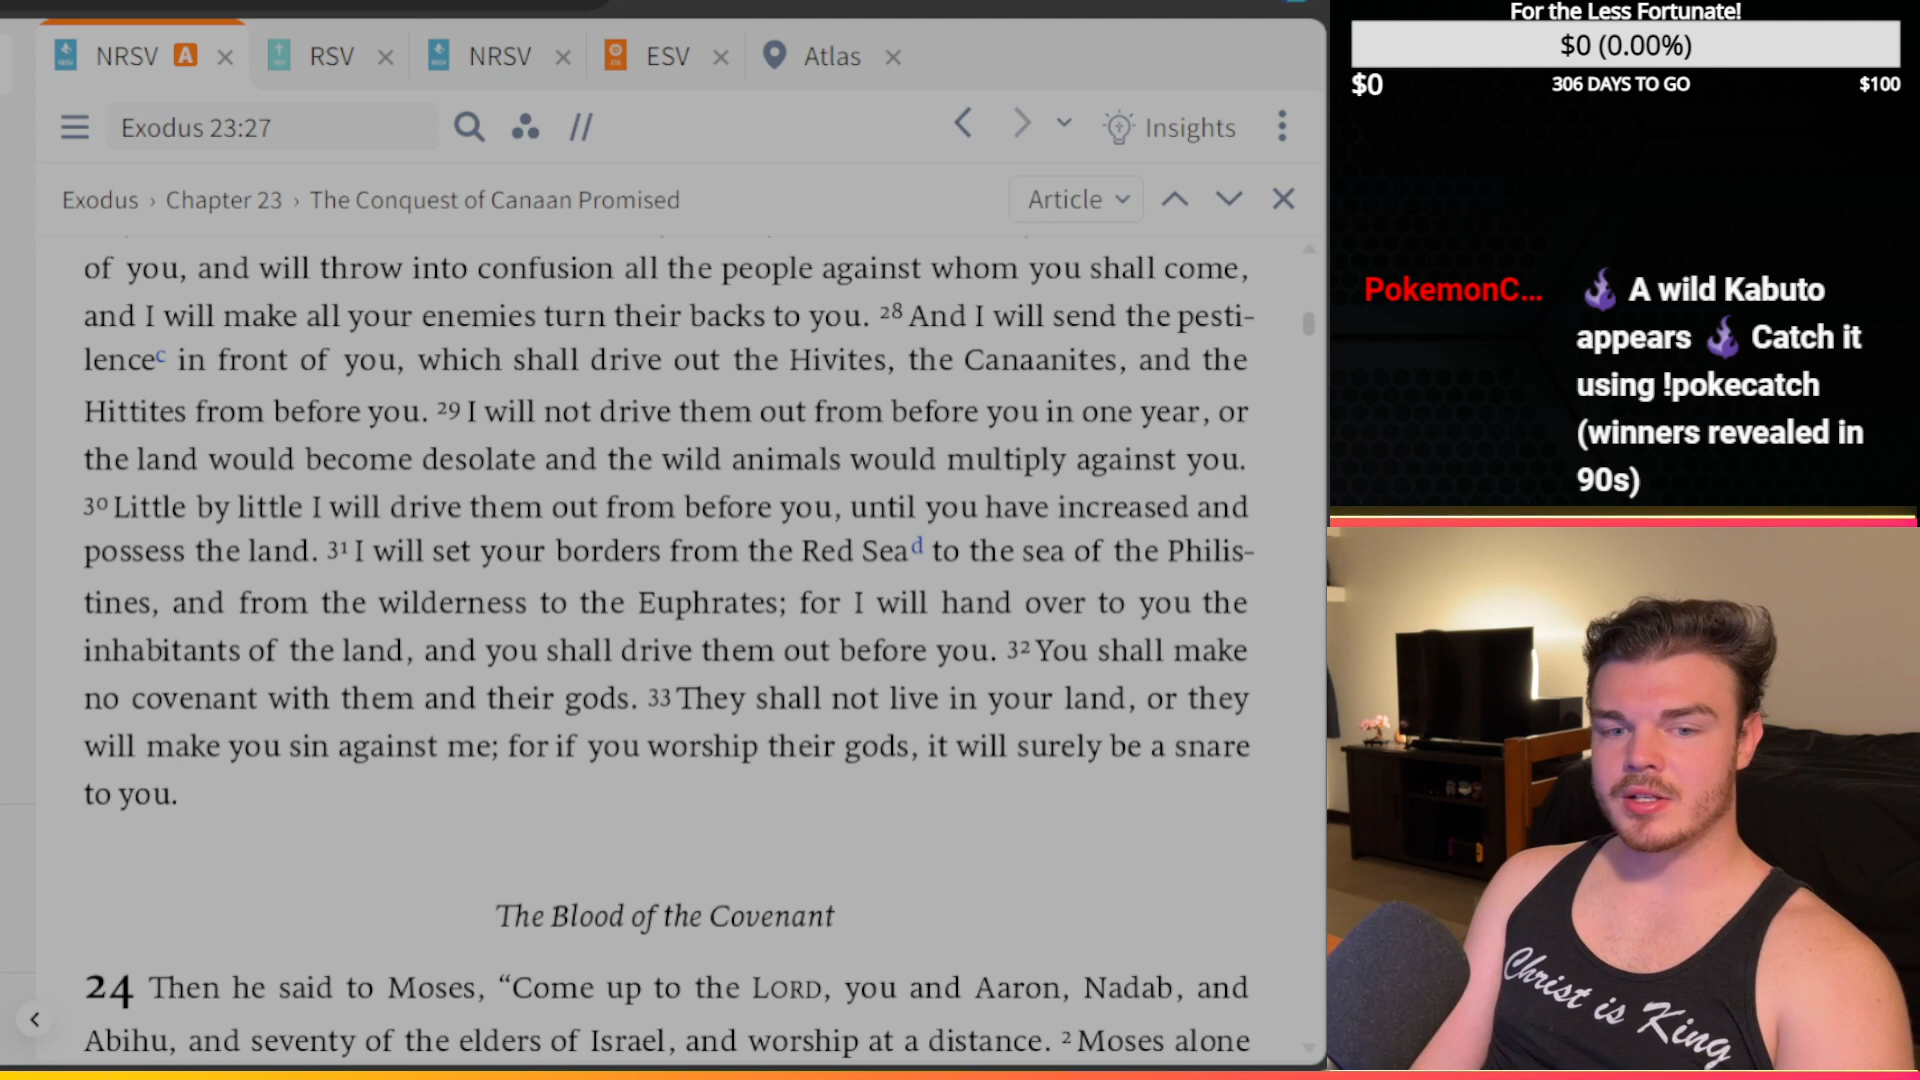 NRSV A RSV NRSV ESV Atlas
Exodus 23:27 // Insights
Exodus › Chapter 23 › The Conquest of Canaan Promised Article
of you, and will throw into confusion all the people against whom you shall come,
and I will make all your enemies turn their backs to you. 28 And I will send the pesti-
lencec in front of you, which shall drive out the Hivites, the Canaanites, and the
Hittites from before you. 29 I will not drive them out from before you in one year, or
the land would become desolate and the wild animals would multiply against you.
30 Little by little I will drive them out from before you, until you have increased and
possess the land. 31 I will set your borders from the Red Sead to the sea of the Philis-
tines, and from the wilderness to the Euphrates; for I will hand over to you the
inhabitants of the land, and you shall drive them out before you. 32 You shall make
no covenant with them and their gods. 33 They shall not live in your land, or they
will make you sin against me; for if you worship their gods, it will surely be a snare
to you.
The Blood of the Covenant
24 Then he said to Moses, “Come up to the LORD, you and Aaron, Nadab, and
Abihu, and seventy of the elders of Israel, and worship at a distance. 2 Moses alone
For the Less Fortunate!
$0 (0.00%)
$0 306 DAYS TO GO $100
PokemonC... A wild Kabuto
appears Catch it
using !pokecatch
(winners revealed in
90s)
Christ is King